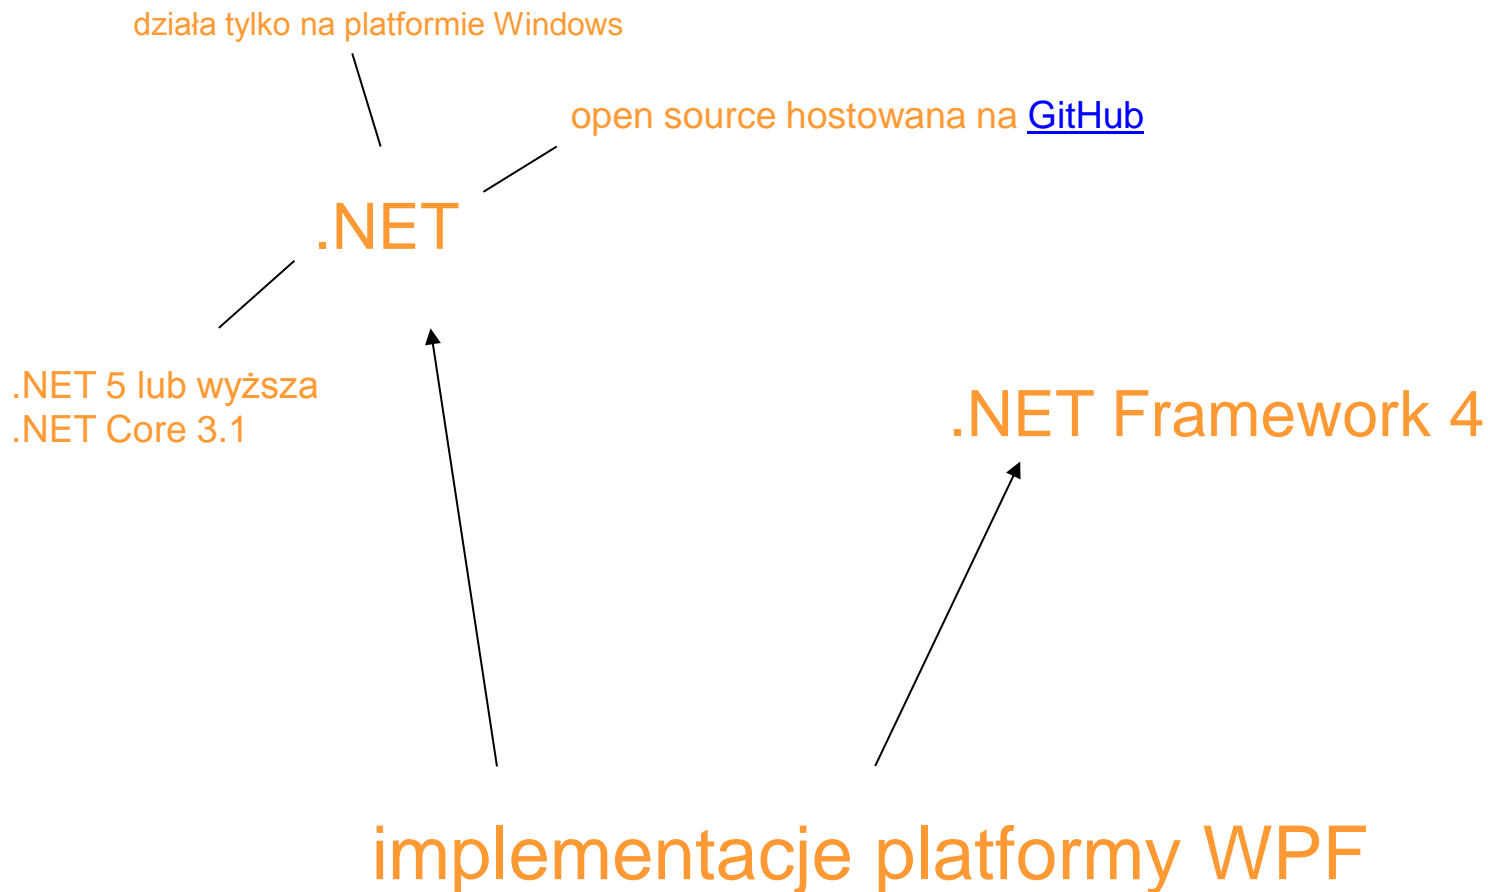 działa tylko na platformie Windows
open source hostowana na GitHub
.NET
.NET 5 lub wyższa
.NET Core 3.1
.NET Framework 4
implementacje platformy WPF